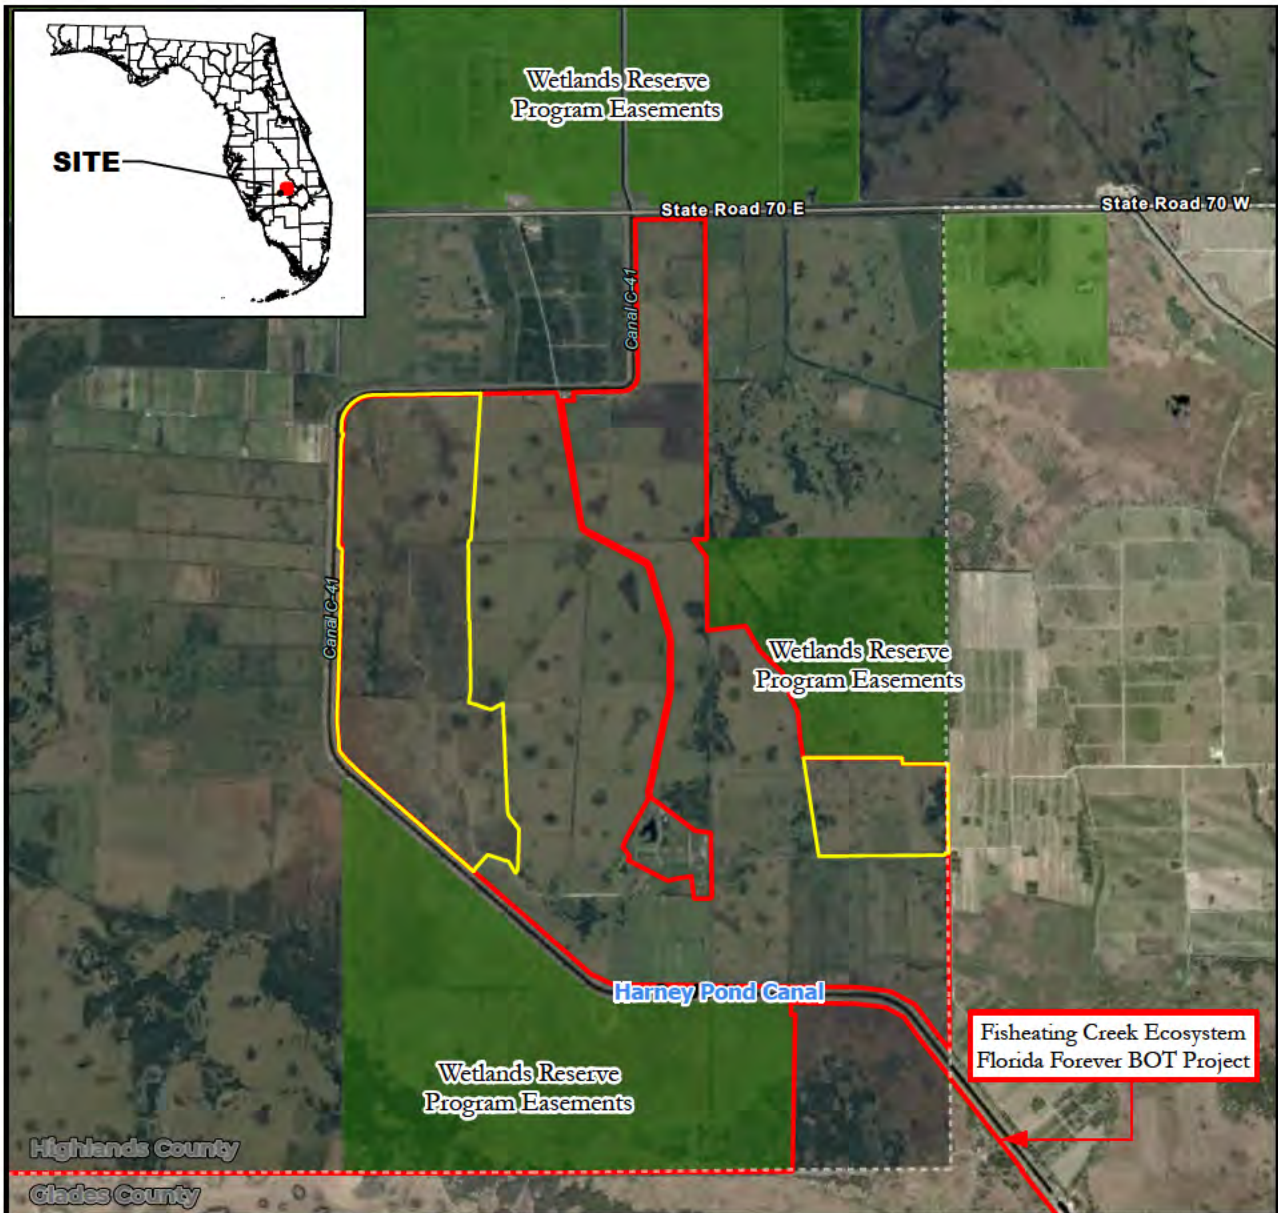 Wetlands Reserve
Program Easements
SITE
State Road 70 E
State Road 70 W
Canal C-41
Canal C-41
Wetlands Reserve
Program Easements
Harney Pond Canal
Fisheating Creek Ecosystem
Florida Forever BOT Project
Wetlands Reserve
Program Easements
Highlands County
Glades County